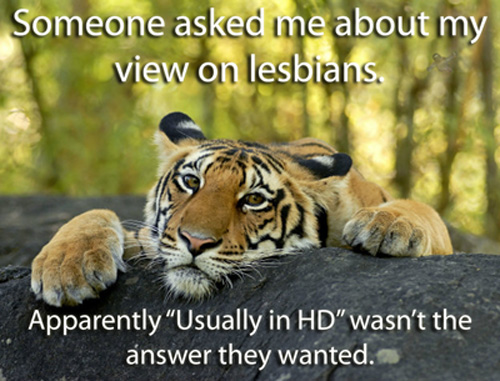 Someone asked me about my
view on lesbians.
Apparently “Usually in HD” wasn’t the
answer they wanted.